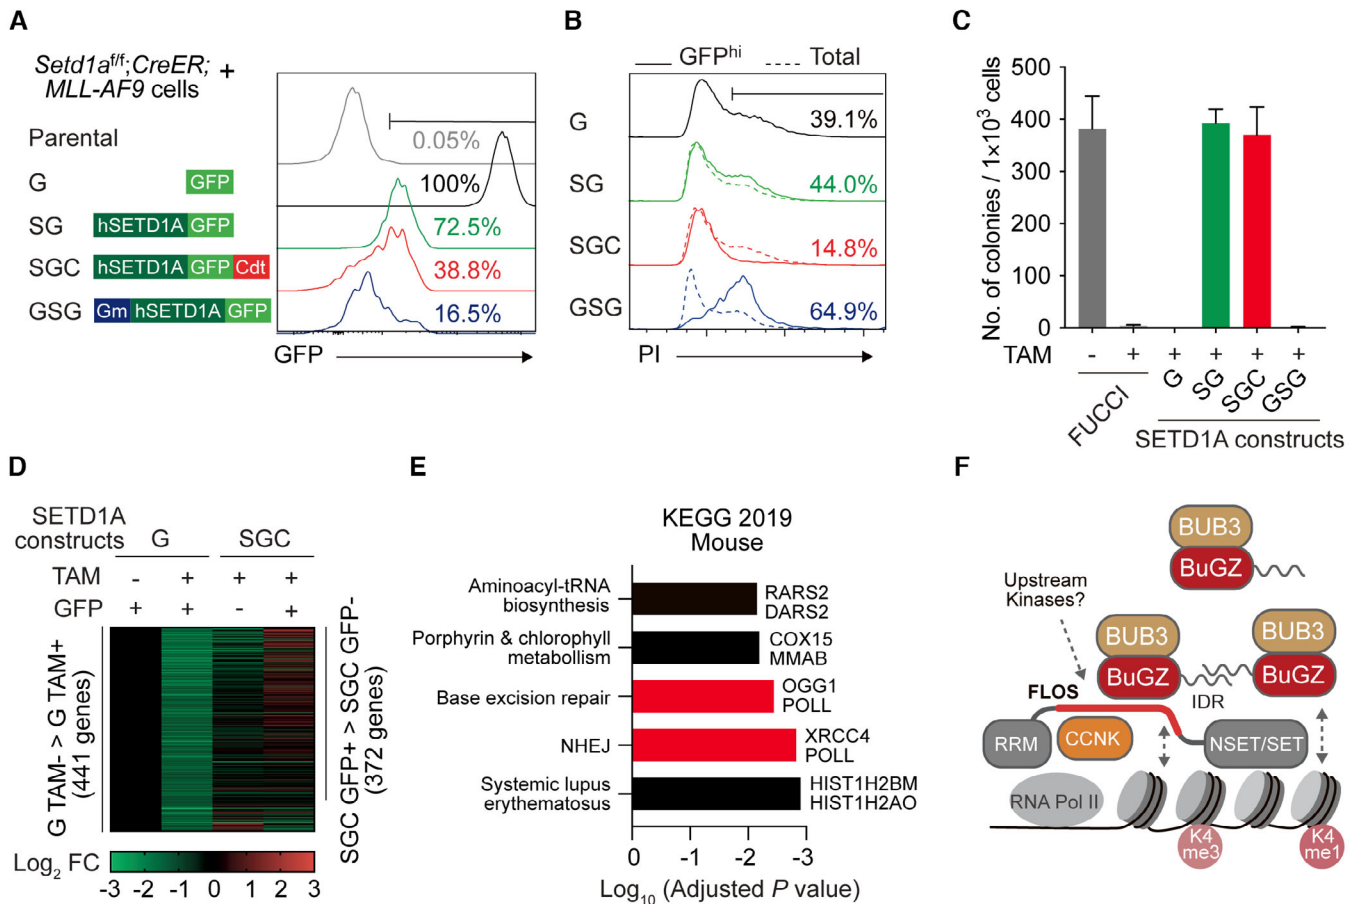 A
Setd1a^f/f;CreER; +
MLL-AF9 cells
Parental
G
GFP
SG
hSETD1A GFP
SGC
hSETD1A GFP Cdt
GSG
Gm hSETD1A GFP
0.05%
100%
72.5%
38.8%
16.5%
GFP
B
GFP^hi Total
G
39.1%
SG
44.0%
SGC
14.8%
GSG
64.9%
PI
C
No. of colonies / 1×10³ cells
500
400
300
200
100
0
TAM - + + + + +
G SG SGC GSG
FUCCI
SETD1A constructs
D
SETD1A
constructs G SGC
TAM - + + +
GFP + + - +
G TAM- > G TAM+
(441 genes)
SGC GFP+ > SGC GFP-
(372 genes)
Log₂ FC
-3 -2 -1 0 1 2 3
E
KEGG 2019
Mouse
Aminoacyl-tRNA
biosynthesis
RARS2
DARS2
Porphyrin & chlorophyll
metabollism
COX15
MMAB
Base excision repair
OGG1
POLL
NHEJ
XRCC4
POLL
Systemic lupus
erythematosus
HIST1H2BM
HIST1H2AO
0 -1 -2 -3
Log₁₀ (Adjusted P value)
F
BUB3
BuGZ
Upstream
Kinases?
BUB3
BuGZ
BUB3
BuGZ
IDR
FLOS
RRM
CCNK
NSET/SET
RNA Pol II
K4
me3
K4
me1